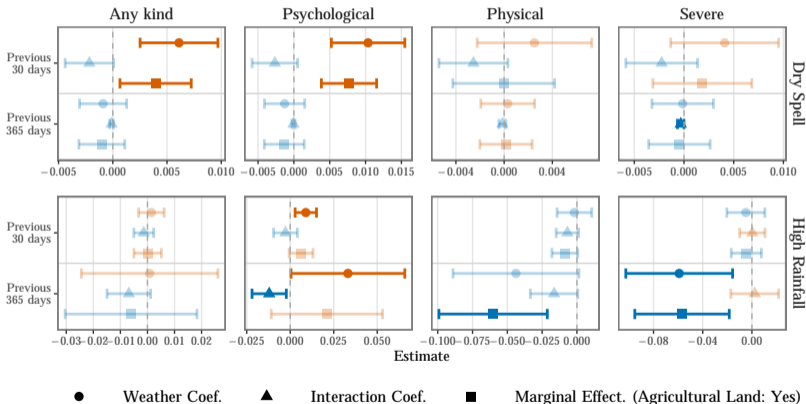 Any kind Psychological Physical Severe
Previous
30 days
Previous
365 days
Dry Spell
−0.005 0.000 0.005 0.010 −0.005 0.000 0.005 0.010 0.015 −0.004 0.000 0.004 −0.005 0.000 0.005 0.010
Previous
30 days
Previous
365 days
High Rainfall
−0.03 −0.02 −0.01 0.00 0.01 0.02 −0.025 0.000 0.025 0.050 −0.100 −0.075 −0.050 −0.025 0.000 −0.08 −0.04 0.00
Estimate
Weather Coef. Interaction Coef. Marginal Effect. (Agricultural Land: Yes)